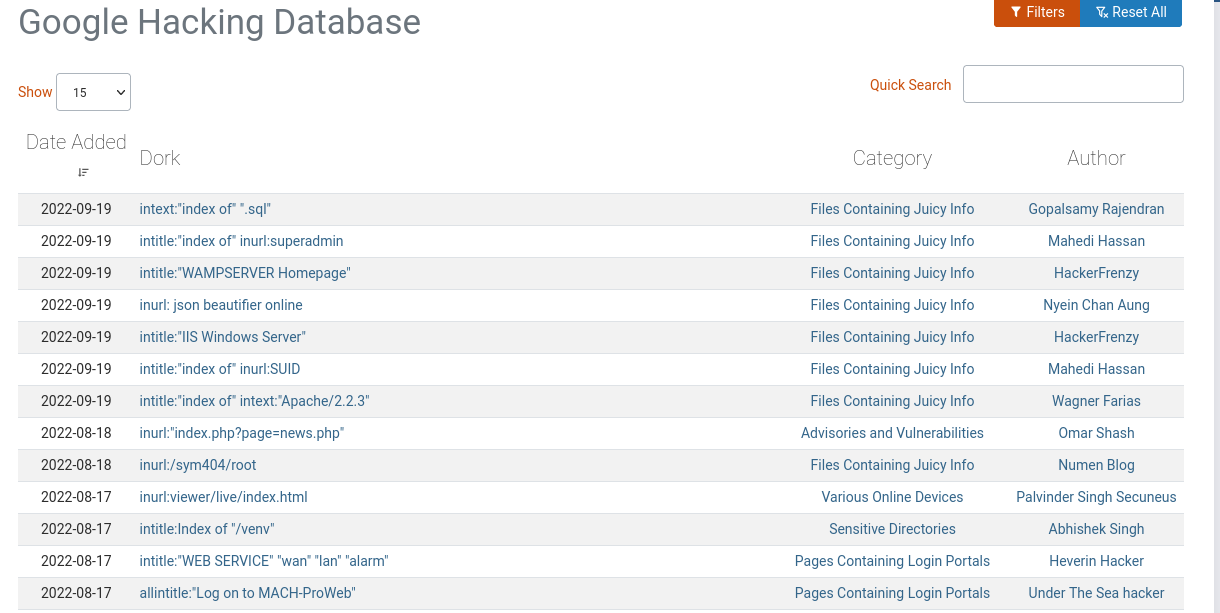 Google Hacking Database
Filters Reset All
Show 15
Quick Search
Date Added Dork Category Author
2022-09-19 intext:"index of" ".sql" Files Containing Juicy Info Gopalsamy Rajendran
2022-09-19 intitle:"index of" inurl:superadmin Files Containing Juicy Info Mahedi Hassan
2022-09-19 intitle:"WAMPSERVER Homepage" Files Containing Juicy Info HackerFrenzy
2022-09-19 inurl: json beautifier online Files Containing Juicy Info Nyein Chan Aung
2022-09-19 intitle:"IIS Windows Server" Files Containing Juicy Info HackerFrenzy
2022-09-19 intitle:"index of" inurl:SUID Files Containing Juicy Info Mahedi Hassan
2022-09-19 intitle:"index of" intext:"Apache/2.2.3" Files Containing Juicy Info Wagner Farias
2022-08-18 inurl:"index.php?page=news.php" Advisories and Vulnerabilities Omar Shash
2022-08-18 inurl:/sym404/root Files Containing Juicy Info Numen Blog
2022-08-17 inurl:viewer/live/index.html Various Online Devices Palvinder Singh Secuneus
2022-08-17 intitle:Index of "/venv" Sensitive Directories Abhishek Singh
2022-08-17 intitle:"WEB SERVICE" "wan" "lan" "alarm" Pages Containing Login Portals Heverin Hacker
2022-08-17 allintitle:"Log on to MACH-ProWeb" Pages Containing Login Portals Under The Sea hacker